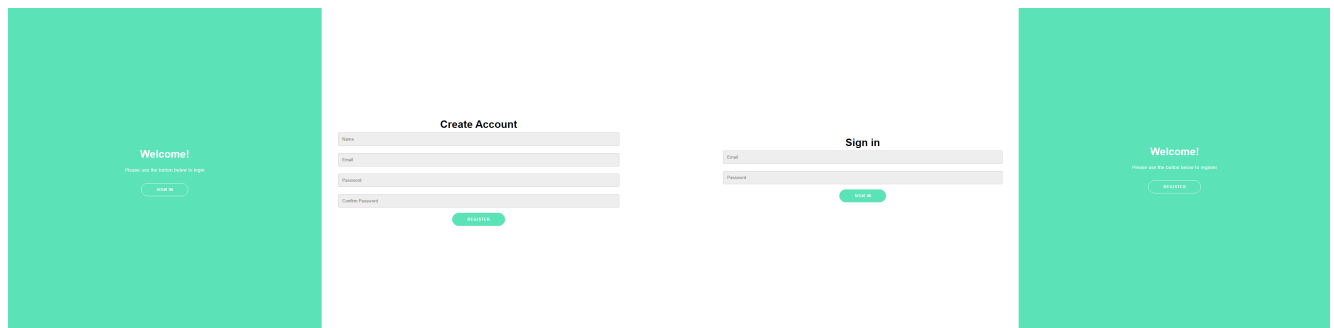 Welcome!
Please use the button below to login
SIGN IN
Create Account
Name
Email
Password
Confirm Password
REGISTER
Sign in
Email
Password
SIGN IN
Welcome!
Please use the button below to register
REGISTER